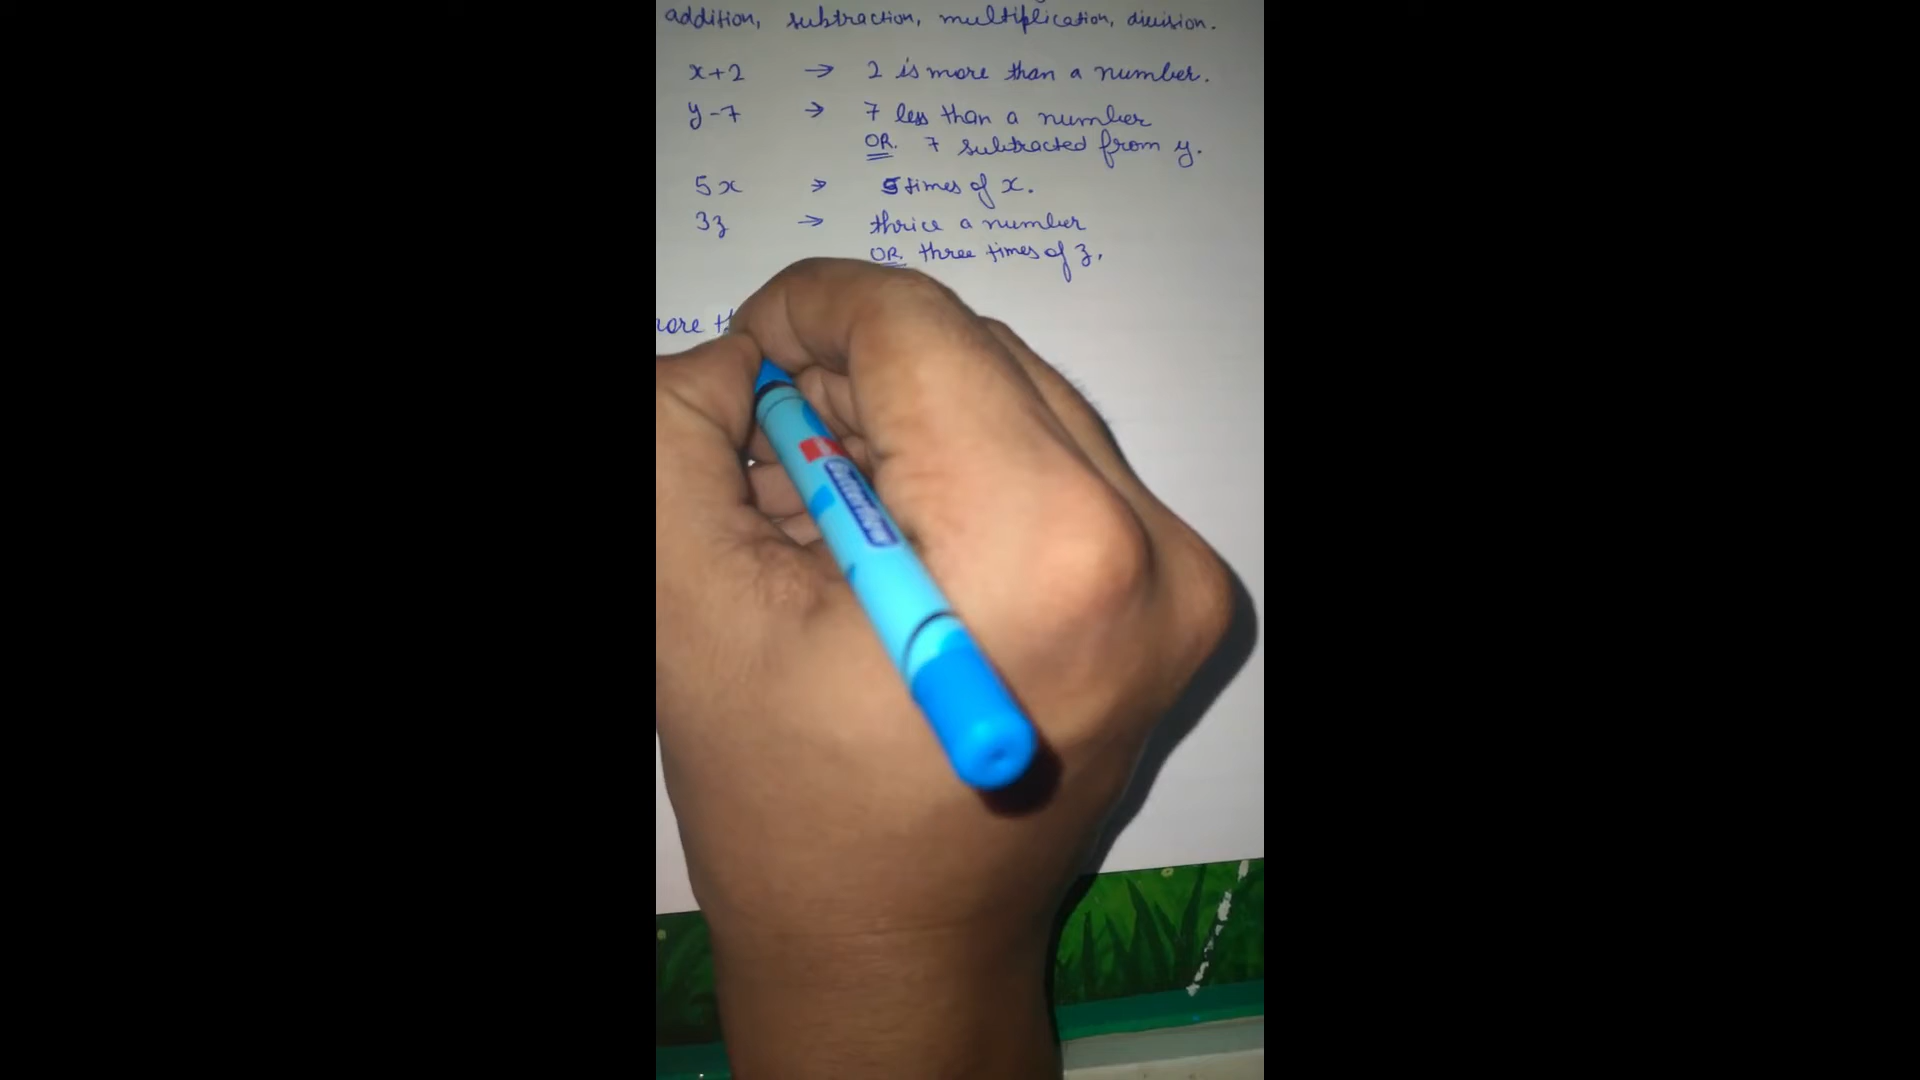 addition, subtraction, multiplication, division.
x+2 → 2 is more than a number.
y-7 → 7 less than a number
OR. 7 subtracted from y.
5x → 5 times of x.
3z → thrice a number
OR. three times of z.
Butterflow